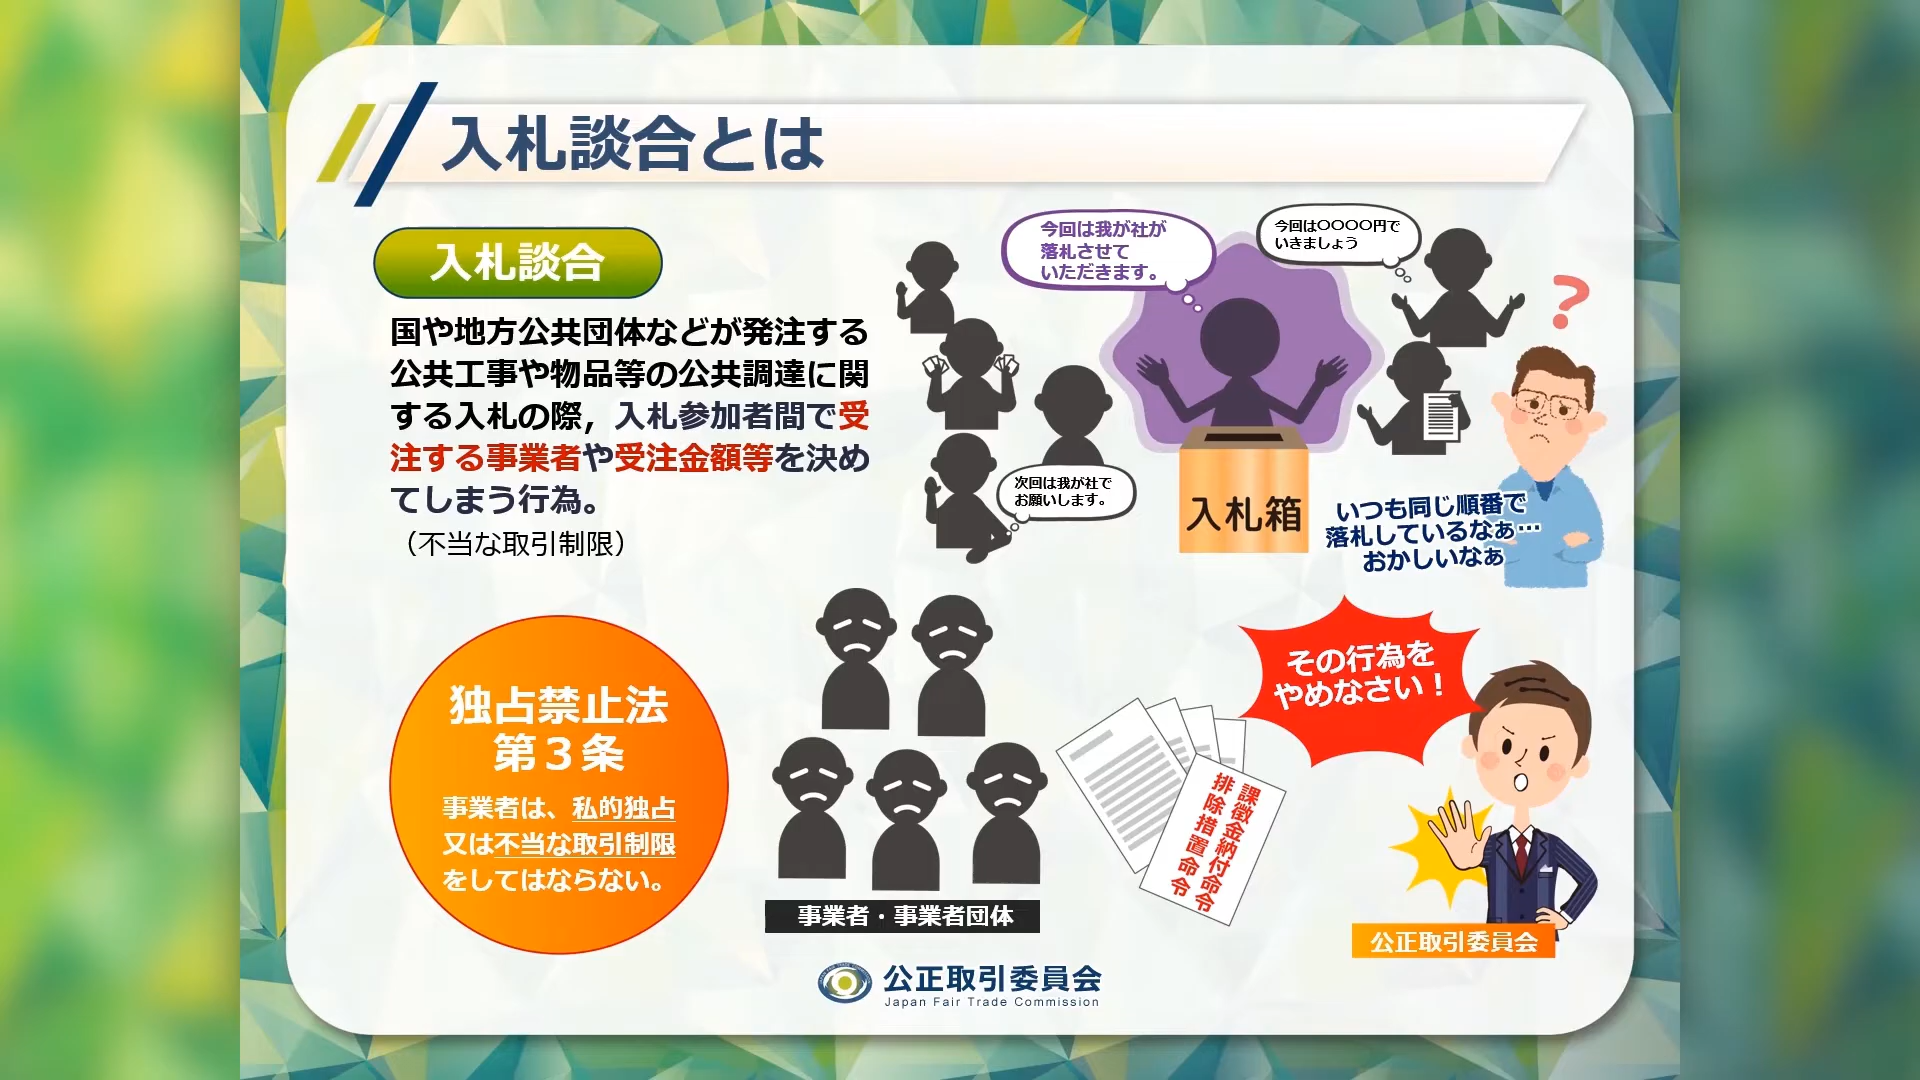 入札談合とは
入札談合
国や地方公共団体などが発注する
公共工事や物品等の公共調達に関
する入札の際，入札参加者間で受
注する事業者や受注金額等を決め
てしまう行為。
（不当な取引制限）
今回は我が社が
落札させて
いただきます。
今回は〇〇〇〇円で
いきましょう
?
次回は我が社で
お願いします。
入札箱
いつも同じ順番で
落札しているなぁ…
おかしいなぁ
独占禁止法
第３条
事業者は、私的独占
又は不当な取引制限
をしてはならない。
事業者・事業者団体
課徴金納付命令
排除措置命令
その行為を
やめなさい！
公正取引委員会
公正取引委員会
Japan Fair Trade Commission